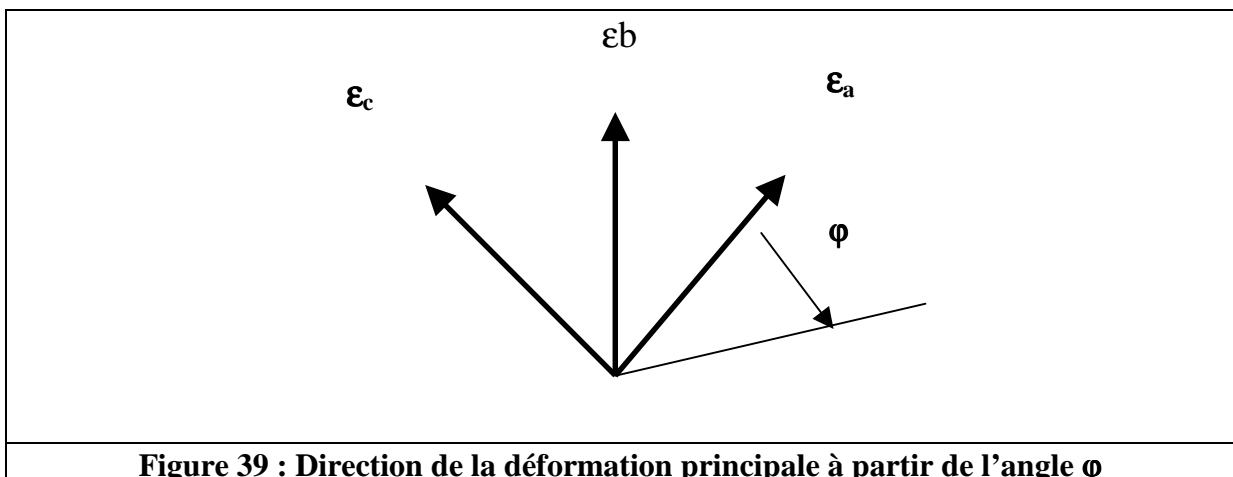 εb
εc
εa
φ
Figure 39 : Direction de la déformation principale à partir de l’angle φ